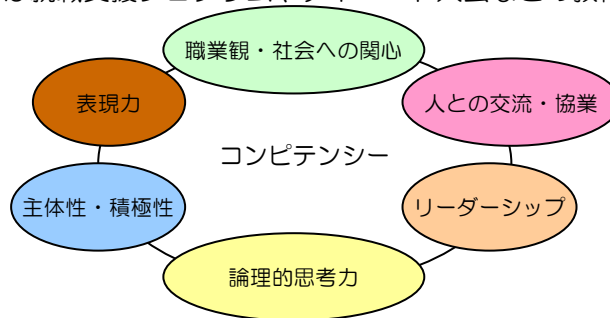 職業観・社会への関心
表現力
人との交流・協業
コンピテンシー
主体性・積極性
リーダーシップ
論理的思考力